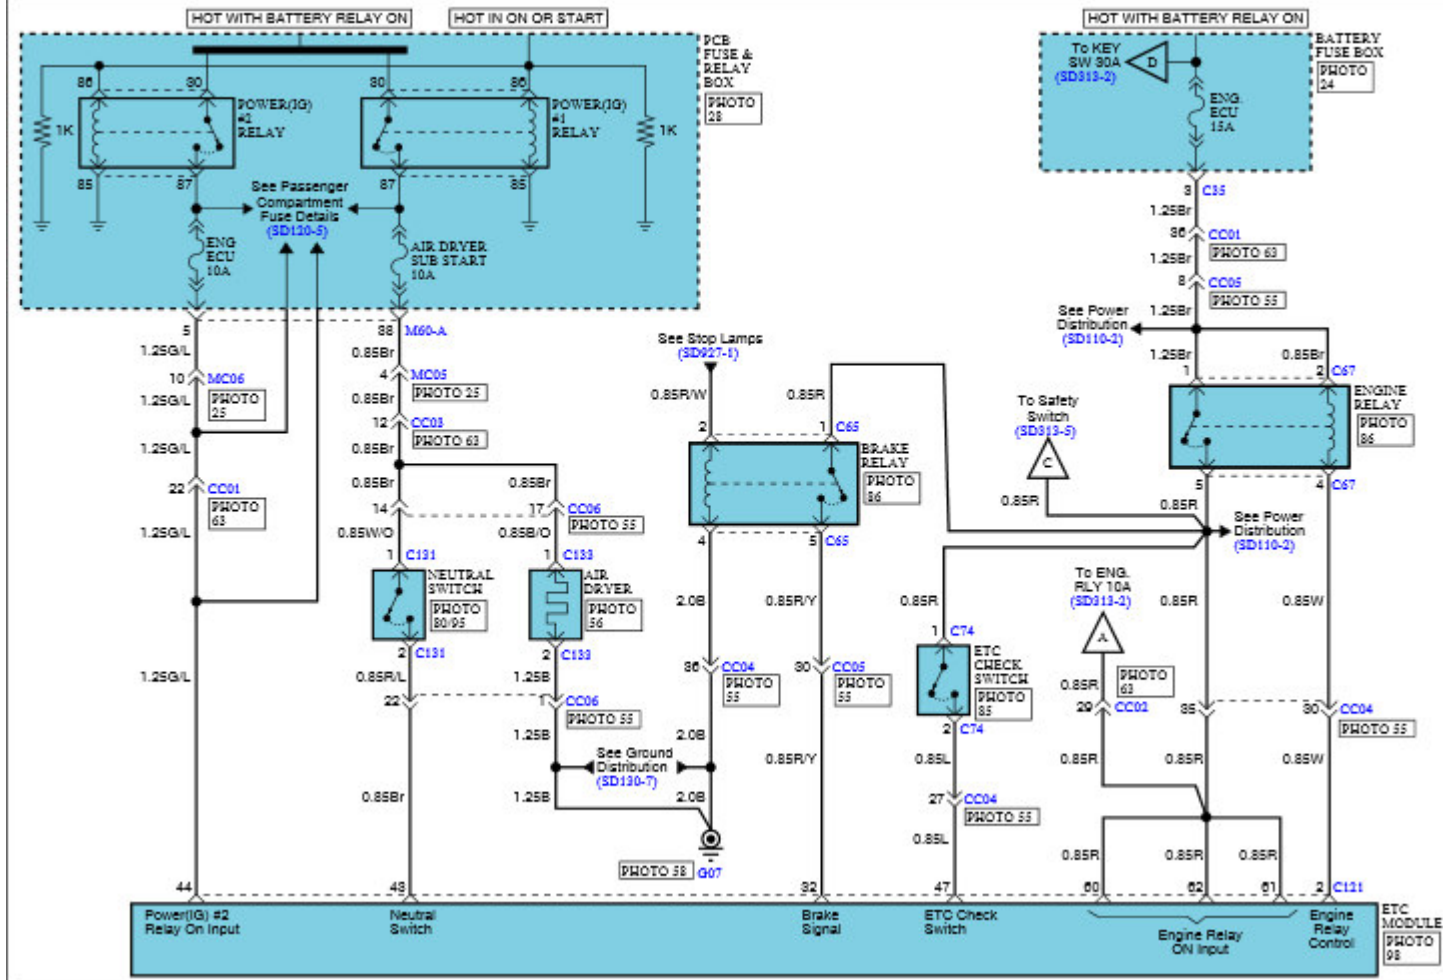 HOT WITH BATTERY RELAY ON
HOT IN ON OR START
HOT WITH BATTERY RELAY ON
PCB
FUSE &
RELAY
BOX
PHOTO
28
BATTERY
FUSE BOX
PHOTO
24
To KEY
SW 30A
(SD313-2)
D
ENG.
ECU
15A
86
30
30
86
1K
POWER(IG)
#2
RELAY
POWER(IG)
#1
RELAY
1K
85
87
87
85
See Passenger
Compartment
Fuse Details
(SD120-5)
ENG
ECU
10A
AIR DRYER
SUB START
10A
3
C35
1.25Br
36
CC01
PHOTO 63
1.25Br
8
CC05
PHOTO 55
1.25Br
See Power
Distribution
(SD110-2)
1.25Br
0.85Br
1
2
C67
ENGINE
RELAY
PHOTO
86
5
4
C67
5
38
M60-A
1.25G/L
0.85Br
10
MC06
PHOTO
25
4
MC05
PHOTO 25
1.25G/L
0.85Br
12
CC03
PHOTO 63
1.25G/L
0.85Br
22
CC01
PHOTO
63
0.85Br
0.85Br
14
17
CC06
PHOTO 55
1.25G/L
0.85W/O
0.85B/O
1
C131
1
C133
NEUTRAL
SWITCH
PHOTO
80/95
AIR
DRYER
PHOTO
56
2
C131
2
C133
1.25G/L
0.85R/L
1.25B
22
1
CC06
PHOTO 55
1.25B
See Ground
Distribution
(SD130-7)
0.85Br
1.25B
See Stop Lamps
(SD927-1)
0.85R/W
0.85R
2
1
C65
BRAKE
RELAY
PHOTO
86
4
5
C65
2.0B
0.85R/Y
36
CC04
PHOTO
55
30
CC05
PHOTO
55
2.0B
0.85R/Y
2.0B
PHOTO 58
G07
To Safety
Switch
(SD313-5)
C
0.85R
0.85R
See Power
Distribution
(SD110-2)
To ENG.
RLY 10A
(SD313-2)
A
0.85R
0.85R
0.85W
1
C74
ETC
CHECK
SWITCH
PHOTO
85
2
C74
0.85R
PHOTO
63
29
CC02
35
30
CC04
PHOTO 55
0.85L
0.85R
0.85R
0.85W
27
CC04
PHOTO 55
0.85L
0.85R
0.85R
0.85R
44
43
32
47
60
62
61
2
C121
Power(IG) #2
Relay On Input
Neutral
Switch
Brake
Signal
ETC Check
Switch
Engine Relay
ON Input
Engine
Relay
Control
ETC
MODULE
PHOTO
98